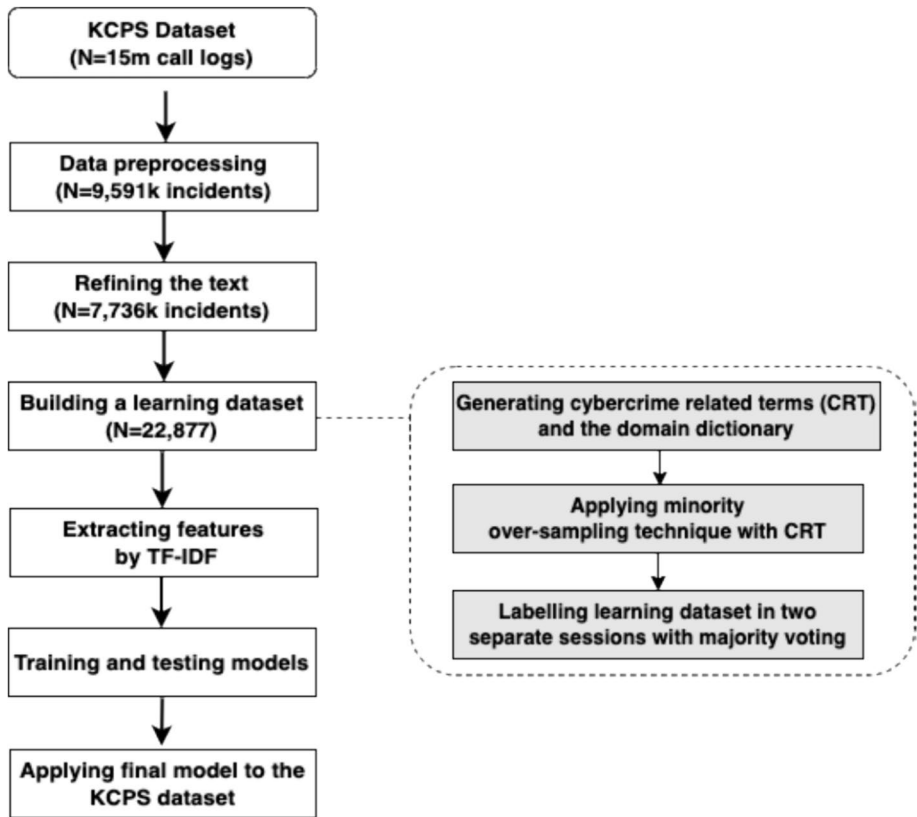 KCPS Dataset
(N=15m call logs)
Data preprocessing
(N=9,591k incidents)
Refining the text
(N=7,736k incidents)
Building a learning dataset
(N=22,877)
Extracting features
by TF-IDF
Training and testing models
Applying final model to the
KCPS dataset
Generating cybercrime related terms (CRT)
and the domain dictionary
Applying minority
over-sampling technique with CRT
Labelling learning dataset in two
separate sessions with majority voting